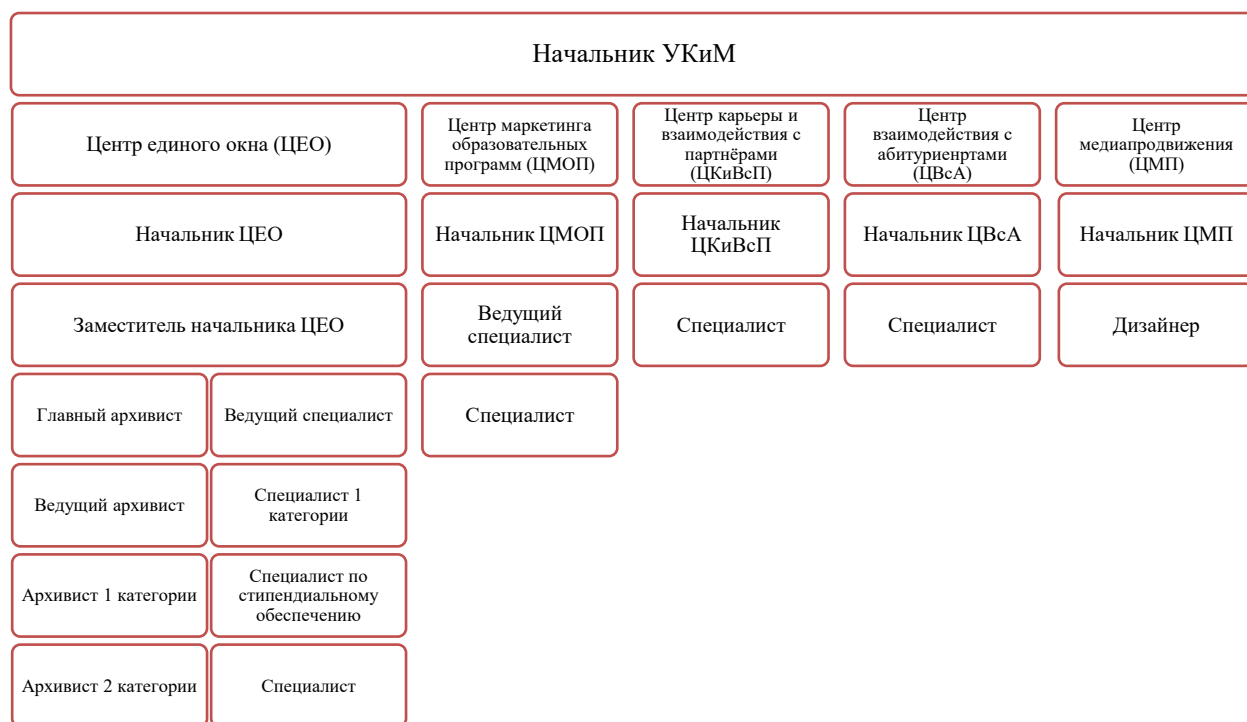 Начальник УКиМ
Центр единого окна (ЦЕО)
Центр маркетинга
образовательных
программ (ЦМОП)
Центр карьеры и
взаимодействия с
партнёрами
(ЦКиВсП)
Центр
взаимодействия с
абитуриенртами
(ЦВсА)
Центр
медиапродвижения
(ЦМП)
Начальник ЦЕО
Начальник ЦМОП
Начальник
ЦКиВсП
Начальник ЦВсА
Начальник ЦМП
Заместитель начальника ЦЕО
Ведущий
специалист
Специалист
Специалист
Дизайнер
Главный архивист
Ведущий специалист
Специалист
Ведущий архивист
Специалист 1
категории
Архивист 1 категории
Специалист по
стипендиальному
обеспечению
Архивист 2 категории
Специалист